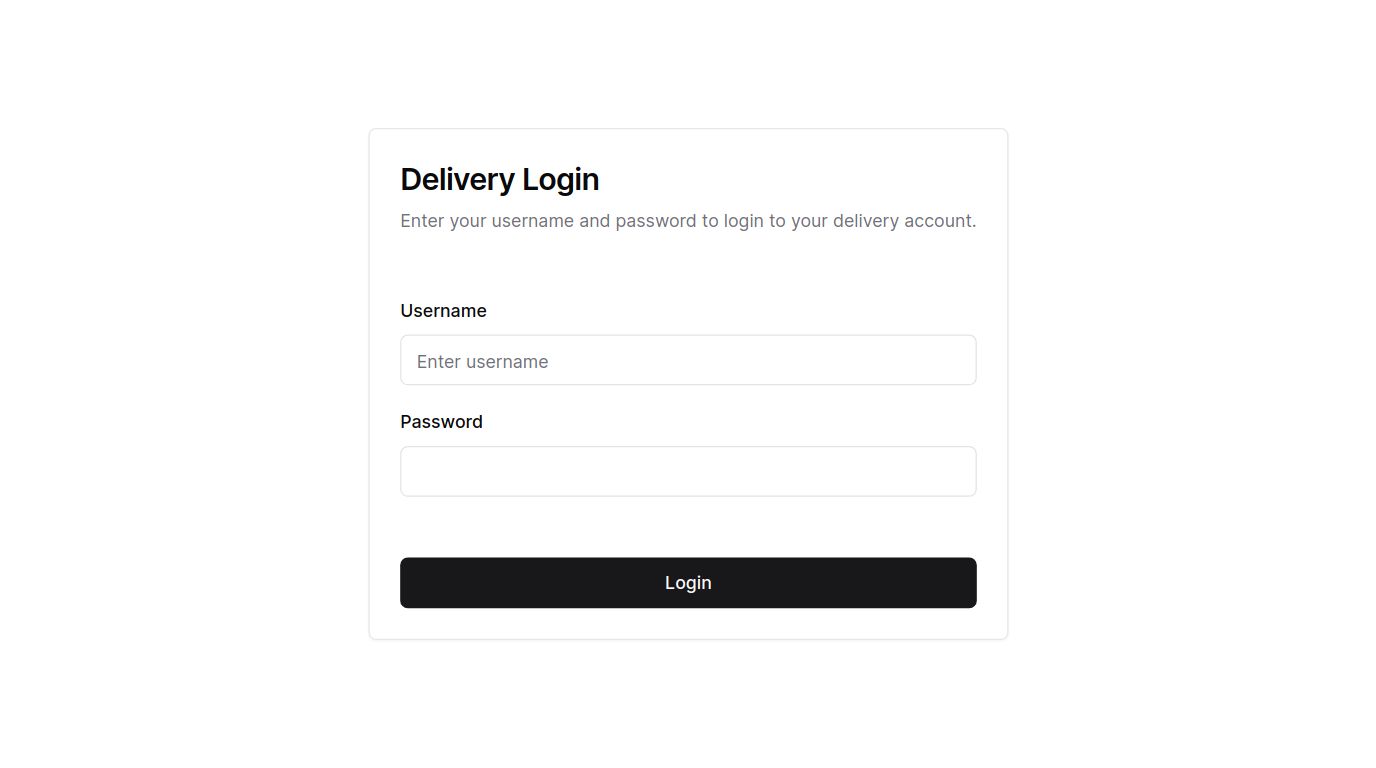 Delivery Login
Enter your username and password to login to your delivery account.
Username
Enter username
Password
Login